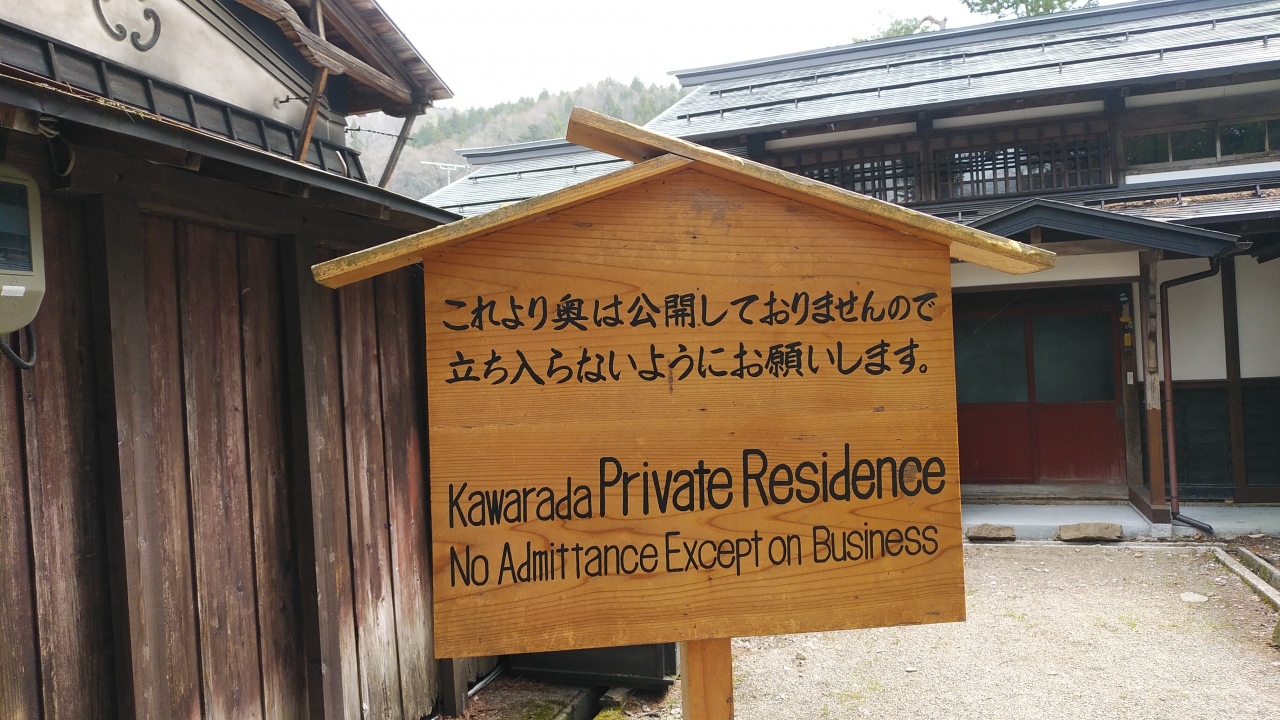 これより奥は公開しておりませんので
立ち入らないようにお願いします。
Kawarada Private Residence
No Admittance Except on Business